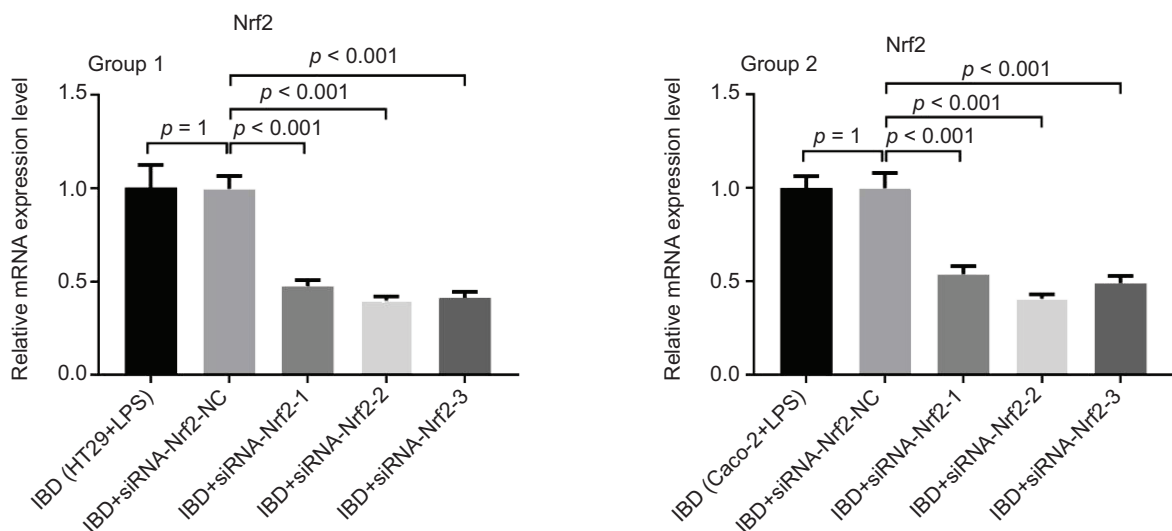 Nrf2
Group 1
p < 0.001
p < 0.001
p = 1
p < 0.001
Relative mRNA expression level
1.5
1.0
0.5
0.0
IBD (HT29+LPS)
IBD+siRNA-Nrf2-NC
IBD+siRNA-Nrf2-1
IBD+siRNA-Nrf2-2
IBD+siRNA-Nrf2-3
Nrf2
Group 2
p < 0.001
p < 0.001
p = 1
p < 0.001
Relative mRNA expression level
1.5
1.0
0.5
0.0
IBD (Caco-2+LPS)
IBD+siRNA-Nrf2-NC
IBD+siRNA-Nrf2-1
IBD+siRNA-Nrf2-2
IBD+siRNA-Nrf2-3